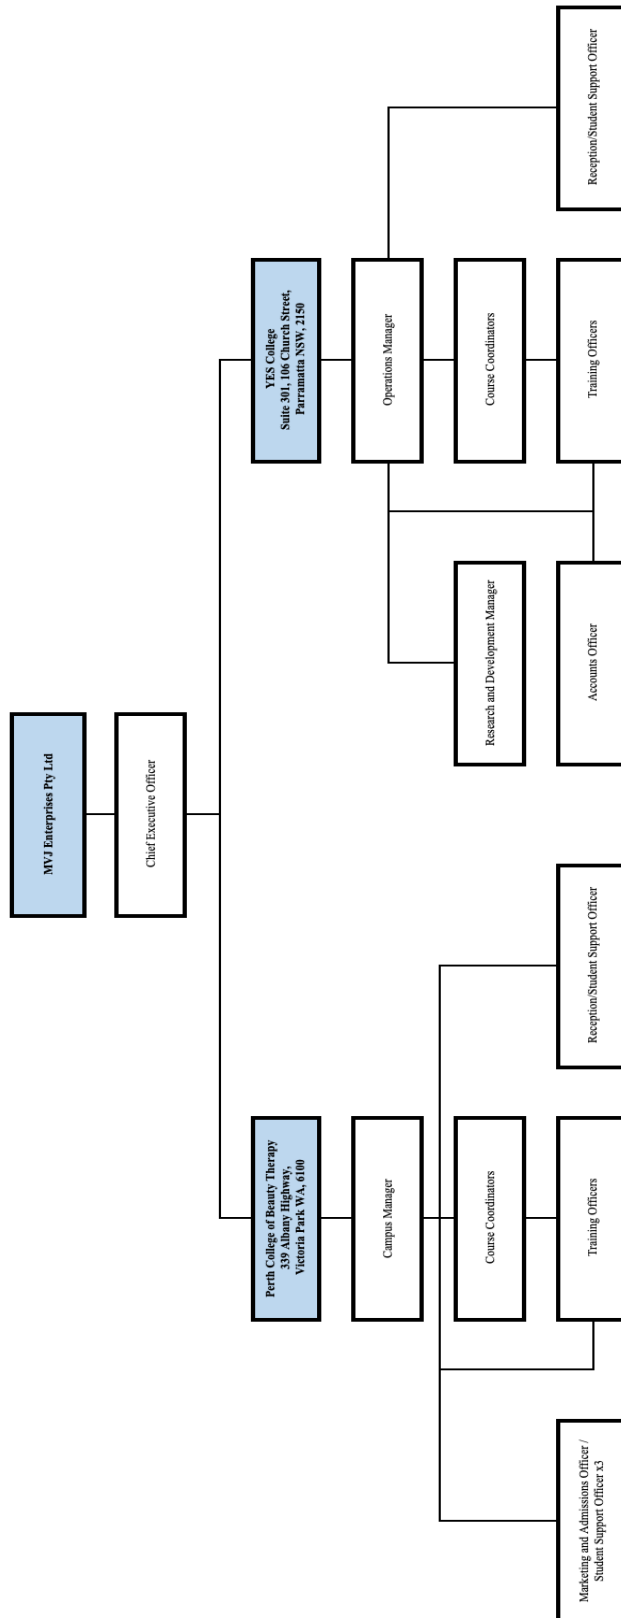 MVJ Enterprises Pty Ltd
Chief Executive Officer
Perth College of Beauty Therapy
339 Albany Highway,
Victoria Park WA, 6100
YES College
Suite 301, 106 Church Street,
Parramatta NSW, 2150
Campus Manager
Operations Manager
Course Coordinators
Research and Development Manager
Course Coordinators
Marketing and Admissions Officer /
Student Support Officer x3
Training Officers
Reception/Student Support Officer
Accounts Officer
Training Officers
Reception/Student Support Officer